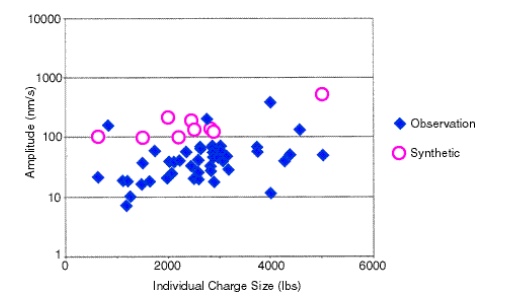 10000
1000
100
10
1
Amplitude (nm/s)
0 2000 4000 6000
Individual Charge Size (lbs)
Observation
Synthetic